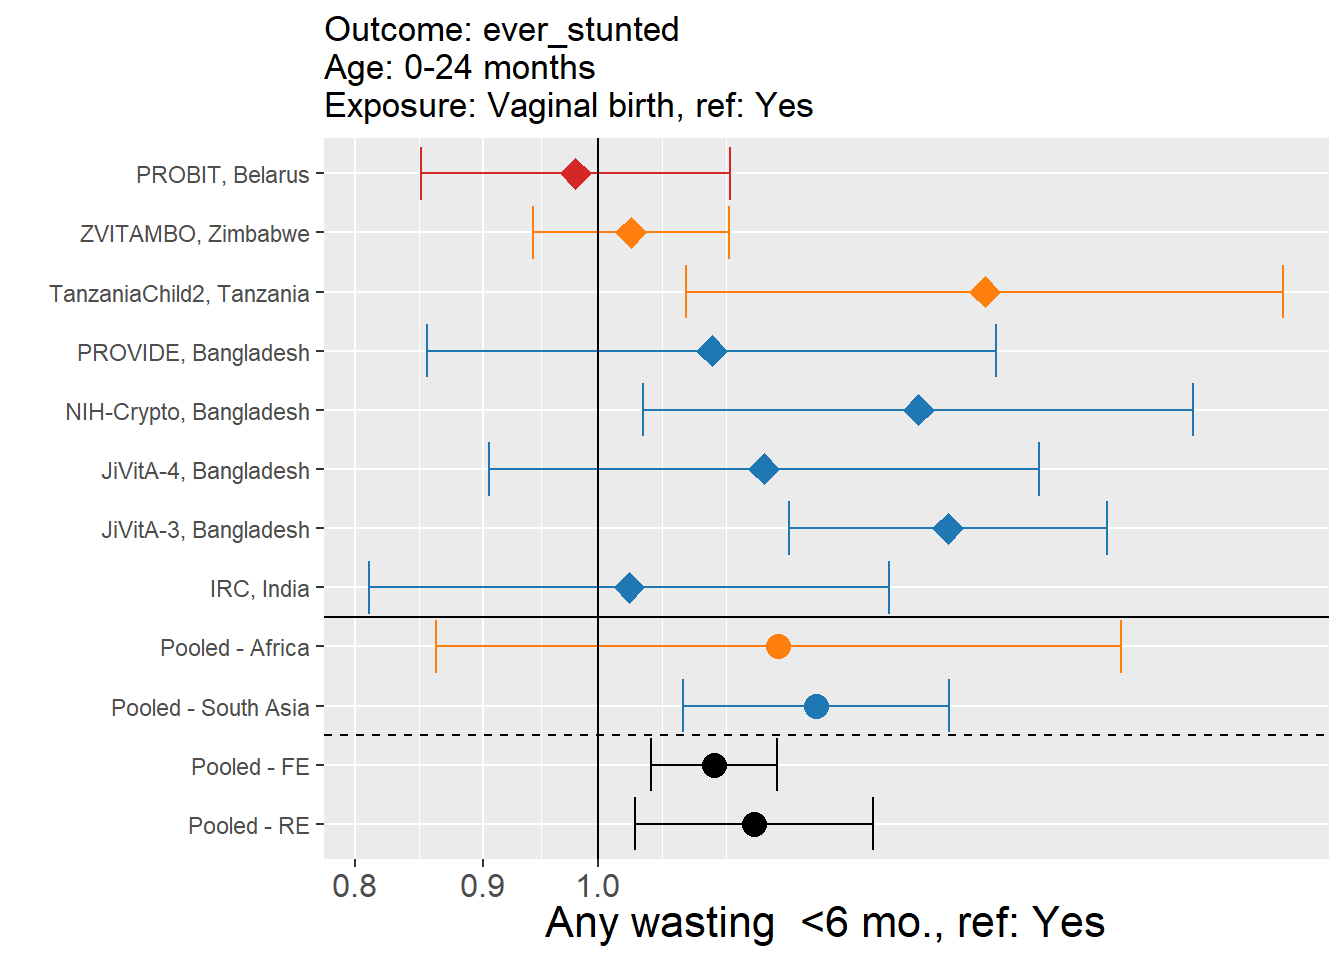 Outcome: ever_stunted
Age: 0-24 months
Exposure: Vaginal birth, ref: Yes
PROBIT, Belarus
ZVITAMBO, Zimbabwe
TanzaniaChild2, Tanzania
PROVIDE, Bangladesh
NIH-Crypto, Bangladesh
JiVitA-4, Bangladesh
JiVitA-3, Bangladesh
IRC, India
Pooled - Africa
Pooled - South Asia
Pooled - FE
Pooled - RE
0.8 0.9 1.0
Any wasting  <6 mo., ref: Yes